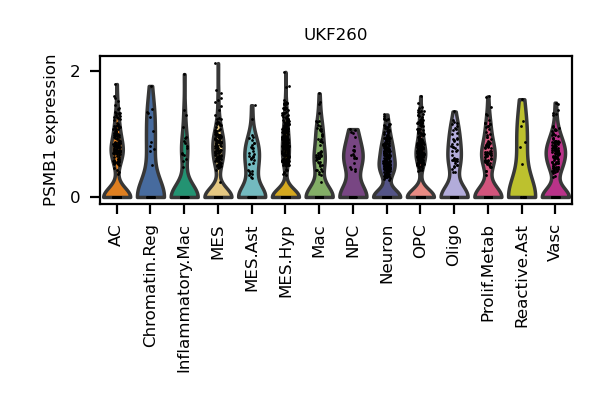 UKF260
PSMB1 expression
2
0
AC
Chromatin.Reg
Inflammatory.Mac
MES
MES.Ast
MES.Hyp
Mac
NPC
Neuron
OPC
Oligo
Prolif.Metab
Reactive.Ast
Vasc